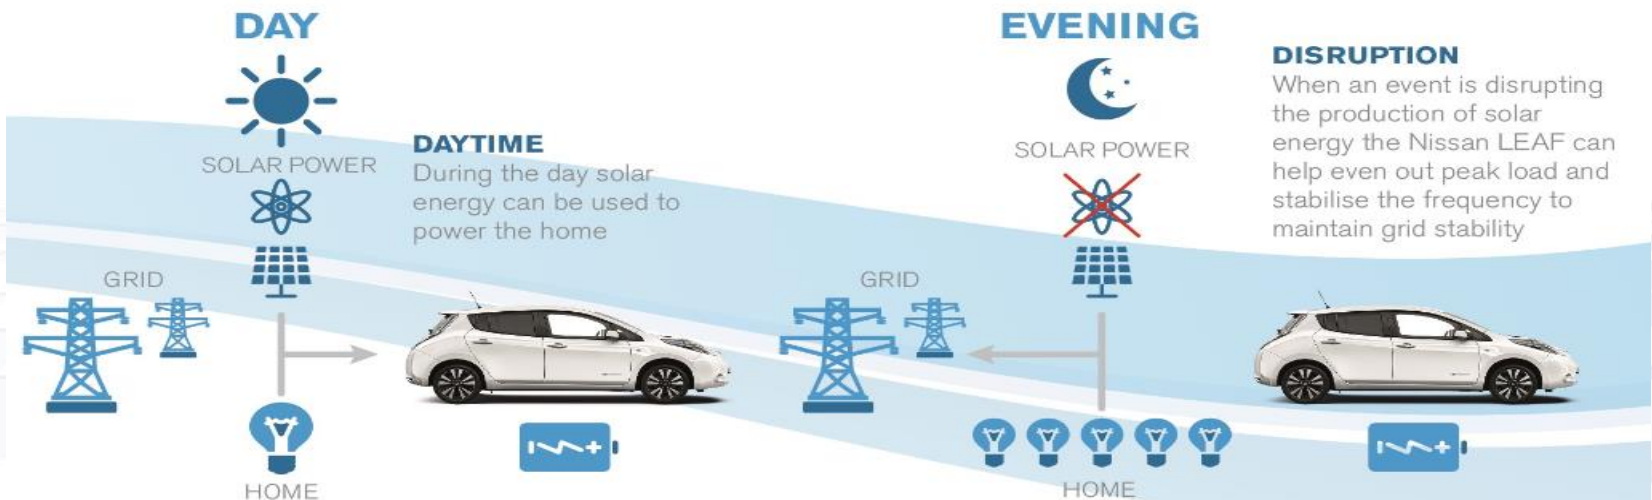 DAY
SOLAR POWER
DAYTIME
During the day solar
energy can be used to
power the home
GRID
HOME
EVENING
SOLAR POWER
GRID
HOME
DISRUPTION
When an event is disrupting
the production of solar
energy the Nissan LEAF can
help even out peak load and
stabilise the frequency to
maintain grid stability